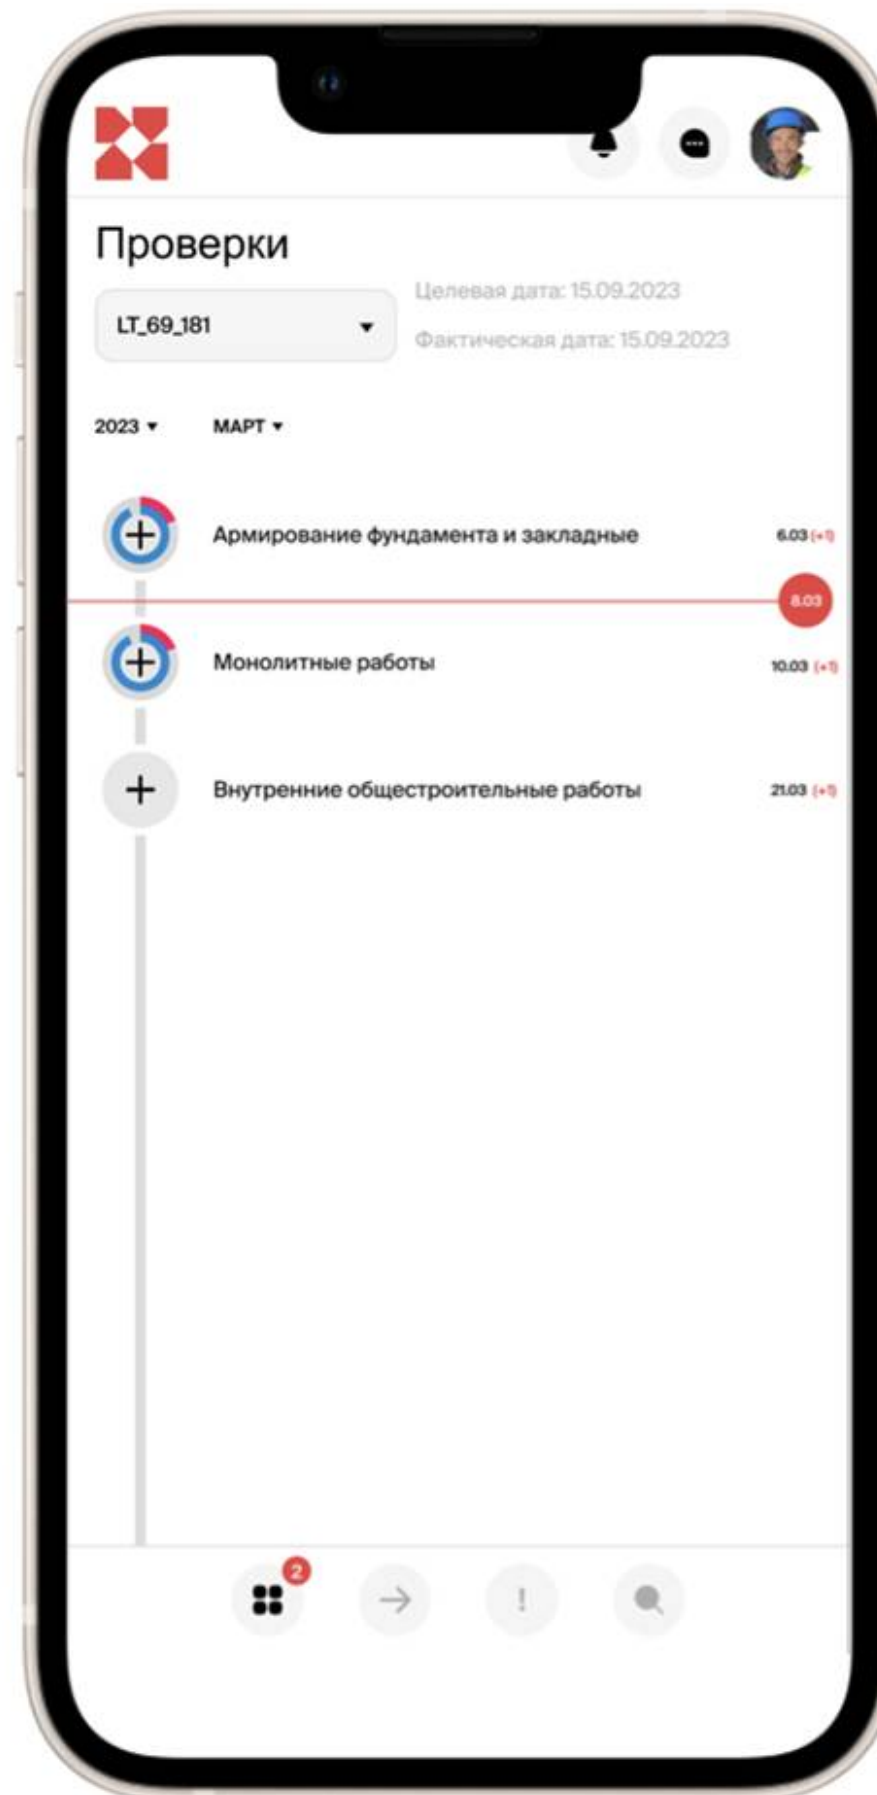 Проверки
LT_69_181
Целевая дата: 15.09.2023
Фактическая дата: 15.09.2023
2023 МАРТ
Армирование фундамента и закладные 6.03 (+1)
8.03
Монолитные работы 10.03 (+1)
Внутренние общестроительные работы 21.03 (+1)
2
!